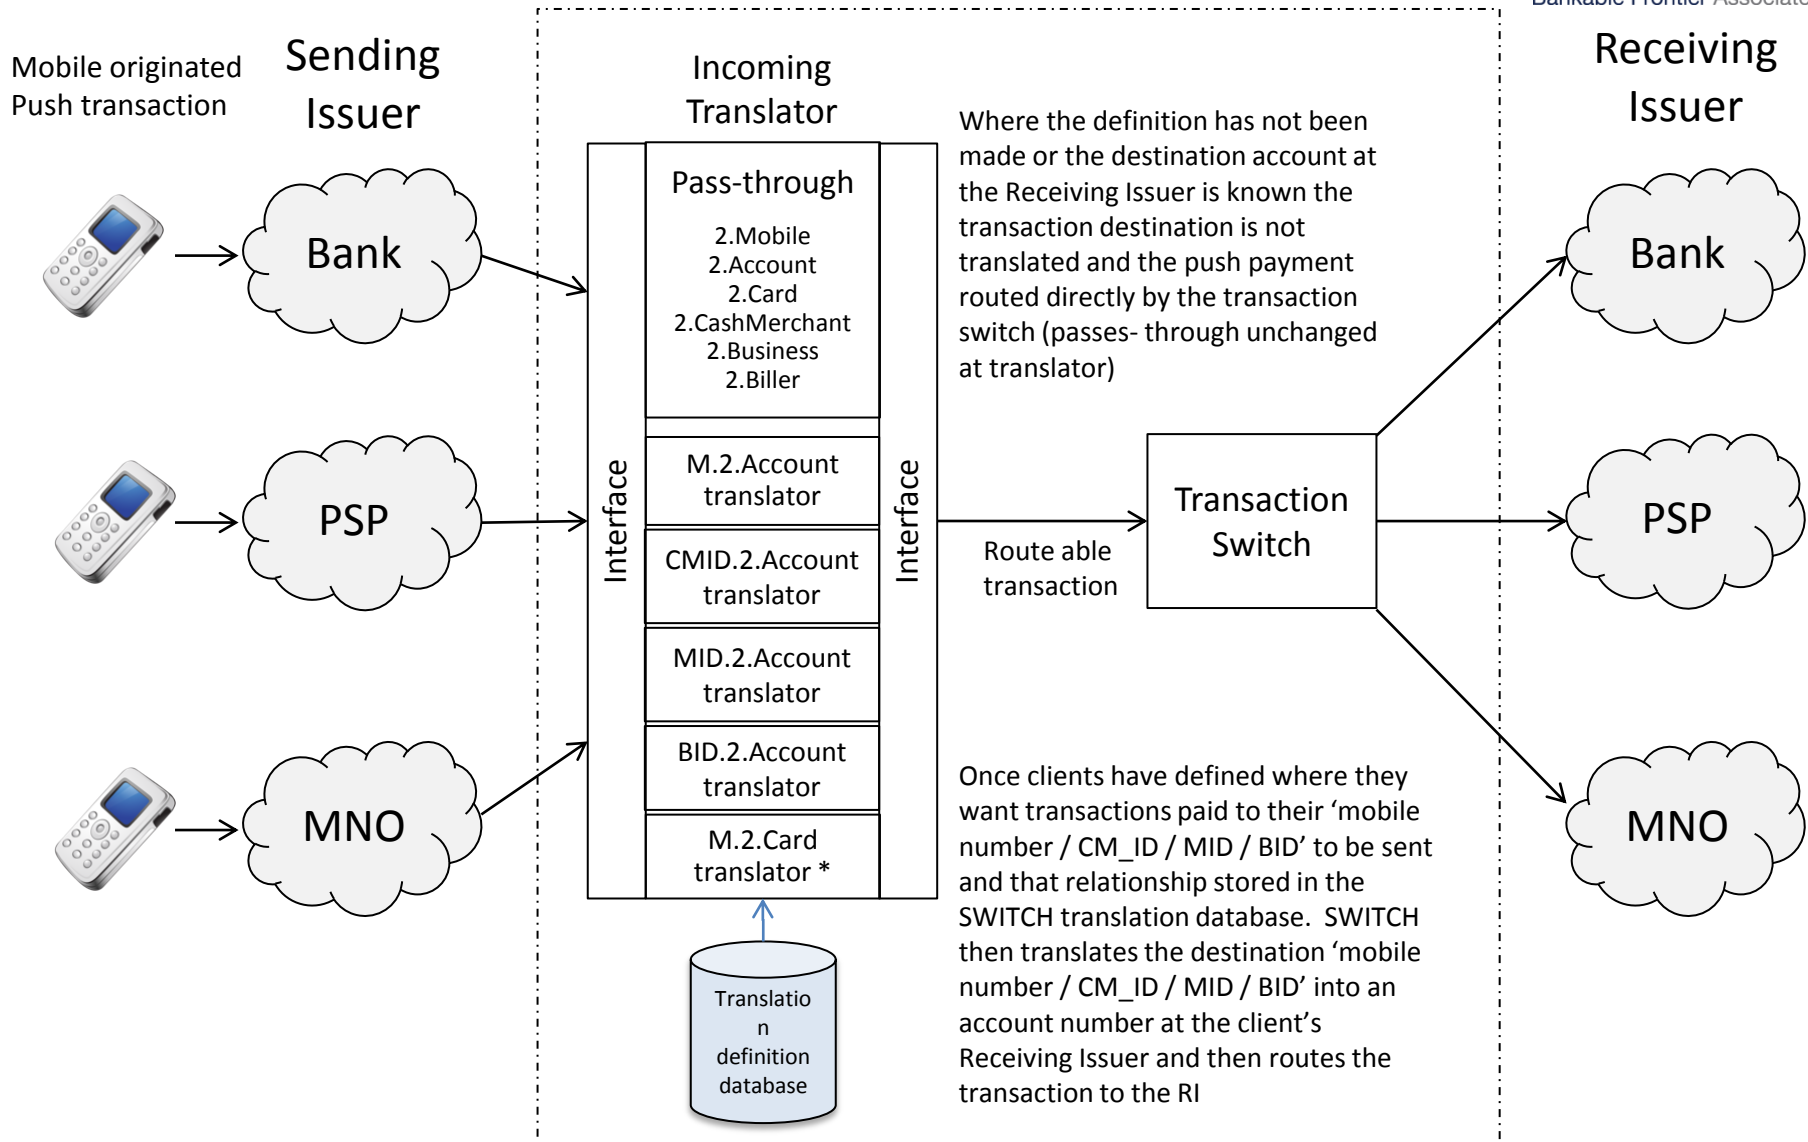 Bankable Frontier Associate
Mobile originated
Push transaction
Sending
Issuer
Incoming
Translator
Receiving
Issuer
Bank
PSP
MNO
Interface
Pass-through
2.Mobile
2.Account
2.Card
2.CashMerchant
2.Business
2.Biller
M.2.Account
translator
CMID.2.Account
translator
MID.2.Account
translator
BID.2.Account
translator
M.2.Card
translator *
Interface
Translatio
n
definition
database
Where the definition has not been
made or the destination account at
the Receiving Issuer is known the
transaction destination is not
translated and the push payment
routed directly by the transaction
switch (passes- through unchanged
at translator)
Route able
transaction
Transaction
Switch
Once clients have defined where they
want transactions paid to their ‘mobile
number / CM_ID / MID / BID’ to be sent
and that relationship stored in the
SWITCH translation database.  SWITCH
then translates the destination ‘mobile
number / CM_ID / MID / BID’ into an
account number at the client’s
Receiving Issuer and then routes the
transaction to the RI
Bank
PSP
MNO